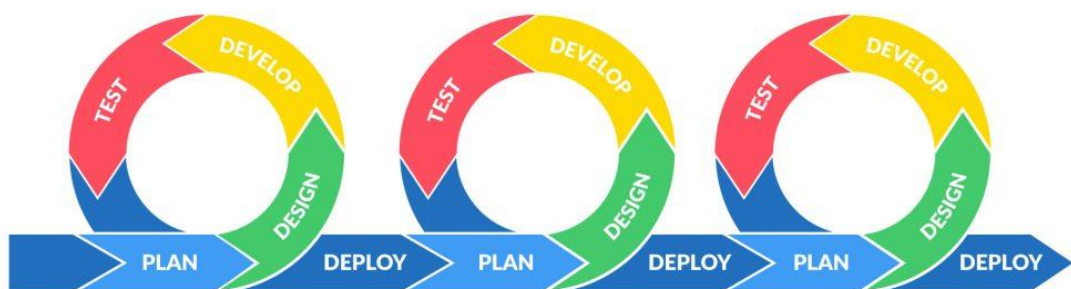 DEVELOP
TEST
DESIGN
PLAN
DEPLOY
DEVELOP
TEST
DESIGN
PLAN
DEPLOY
DEVELOP
TEST
DESIGN
PLAN
DEPLOY